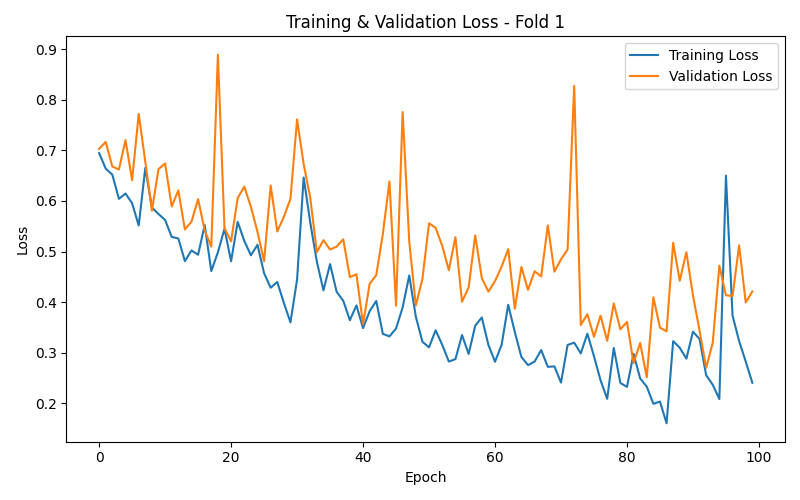 Training & Validation Loss - Fold 1
Training Loss
Validation Loss
0.9
0.8
0.7
0.6
0.5
0.4
0.3
0.2
Loss
0
20
40
60
80
100
Epoch